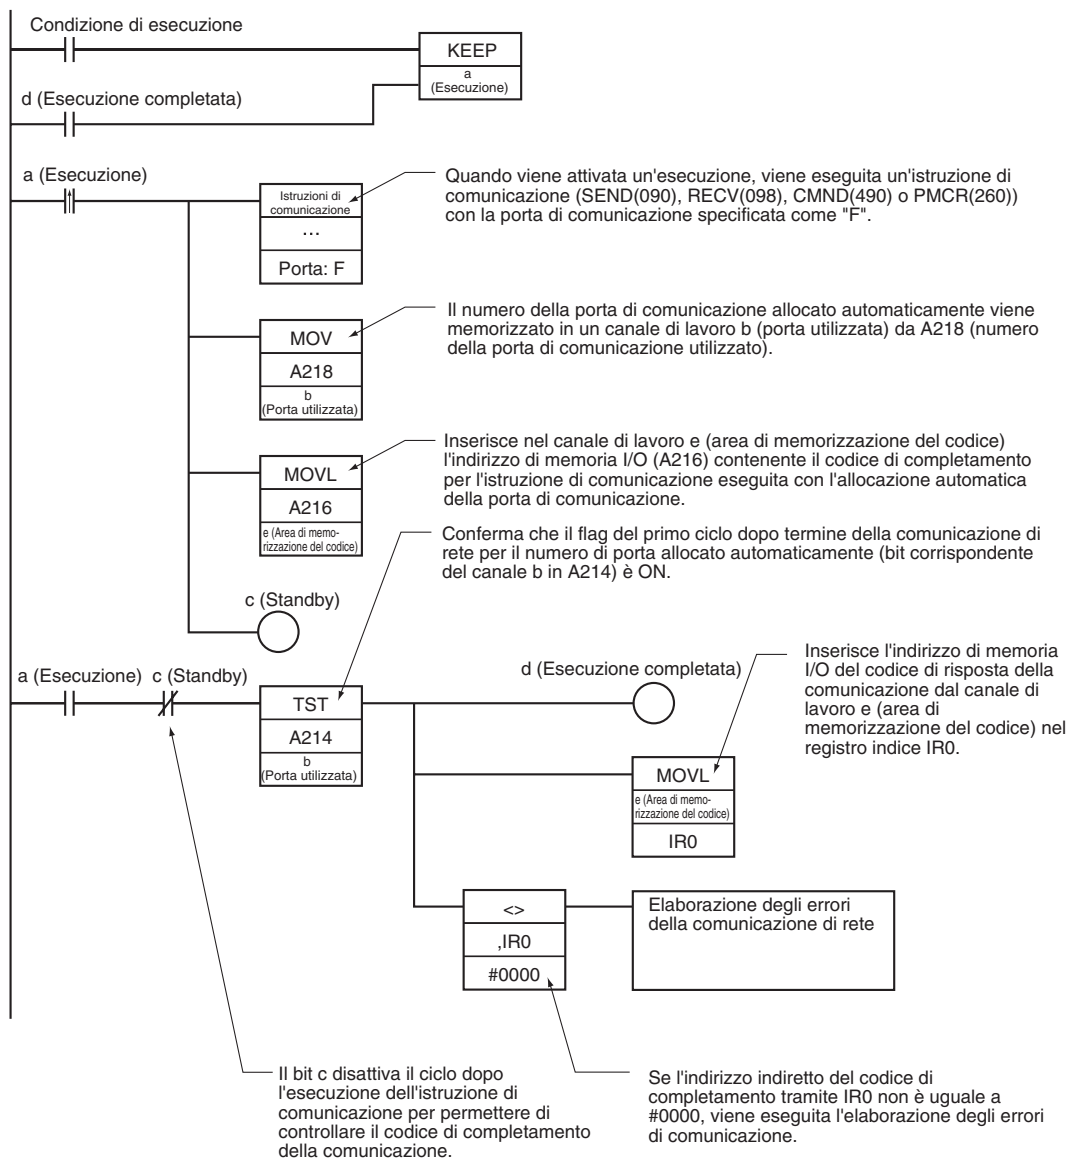 Condizione di esecuzione
KEEP
a
(Esecuzione)
d (Esecuzione completata)
a (Esecuzione)
Istruzioni di
comunicazione
...
Porta: F
Quando viene attivata un'esecuzione, viene eseguita un'istruzione di
comunicazione (SEND(090), RECV(098), CMND(490) o PMCR(260))
con la porta di comunicazione specificata come "F".
MOV
A218
b
(Porta utilizzata)
Il numero della porta di comunicazione allocato automaticamente viene
memorizzato in un canale di lavoro b (porta utilizzata) da A218 (numero
della porta di comunicazione utilizzato).
MOVL
A216
e (Area di memo-
rizzazione del codice)
Inserisce nel canale di lavoro e (area di memorizzazione del codice)
l'indirizzo di memoria I/O (A216) contenente il codice di completamento
per l'istruzione di comunicazione eseguita con l'allocazione automatica
della porta di comunicazione.
Conferma che il flag del primo ciclo dopo termine della comunicazione di
rete per il numero di porta allocato automaticamente (bit corrispondente
del canale b in A214) è ON.
c (Standby)
a (Esecuzione) c (Standby)
TST
A214
b
(Porta utilizzata)
d (Esecuzione completata)
Inserisce l'indirizzo di memoria
I/O del codice di risposta della
comunicazione dal canale di
lavoro e (area di
memorizzazione del codice) nel
registro indice IR0.
MOVL
e (Area di memo-
rizzazione del codice)
IR0
<>
,IR0
#0000
Elaborazione degli errori
della comunicazione di rete
Il bit c disattiva il ciclo dopo
l'esecuzione dell'istruzione di
comunicazione per permettere di
controllare il codice di completamento
della comunicazione.
Se l'indirizzo indiretto del codice di
completamento tramite IR0 non è uguale a
#0000, viene eseguita l'elaborazione degli errori
di comunicazione.